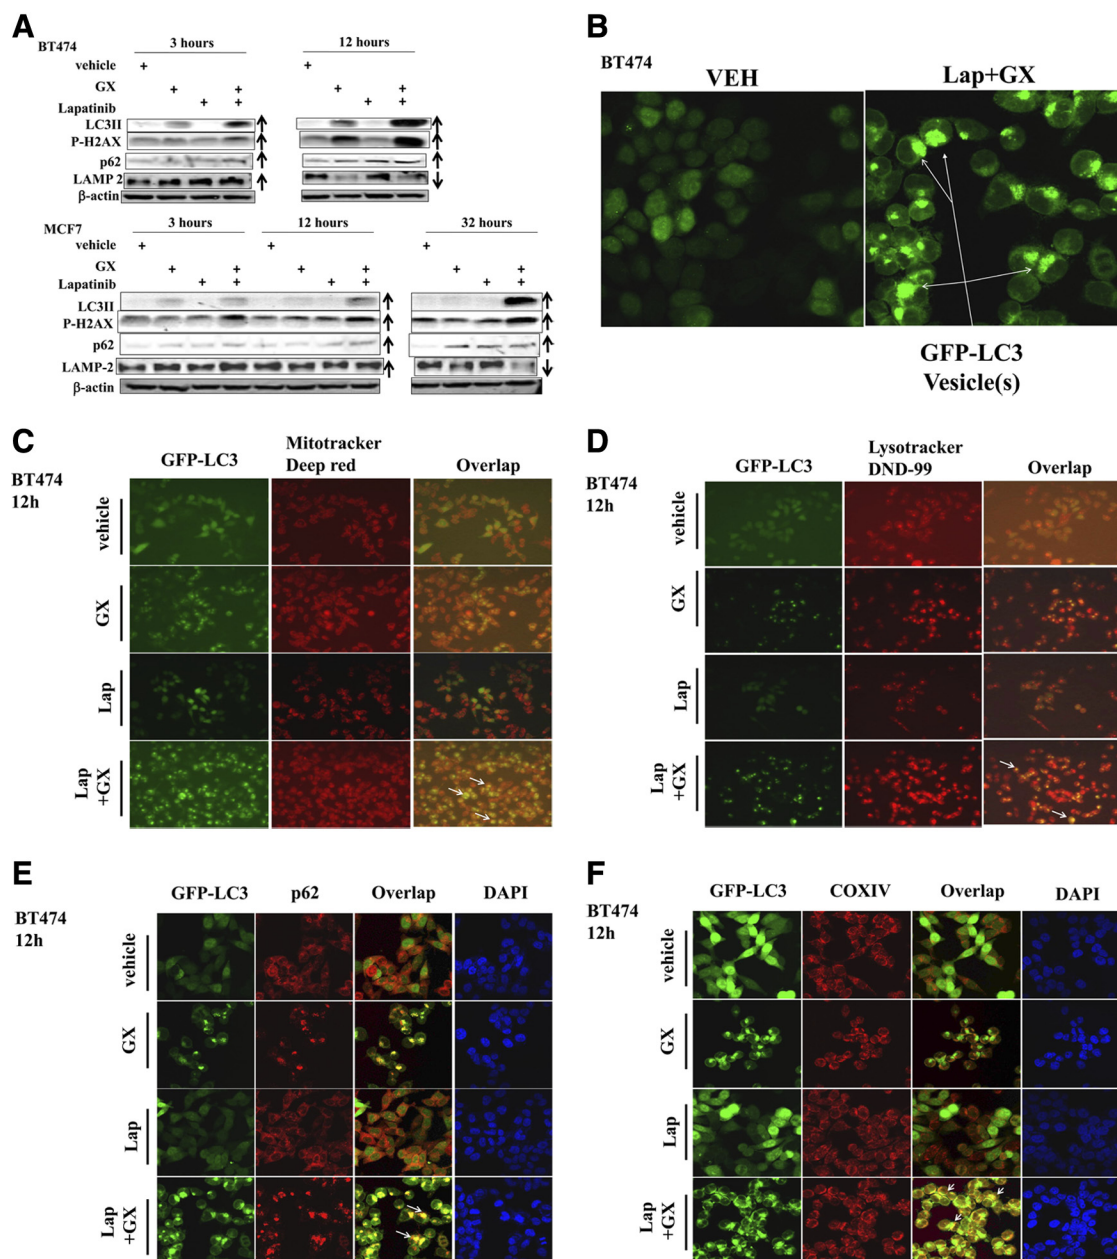 A
BT474
3 hours
12 hours
vehicle + +
GX + + + +
Lapatinib + + + +
LC3II
P-H2AX
p62
LAMP 2
β-actin
MCF7
3 hours 12 hours 32 hours
vehicle + + +
GX + + + + + +
Lapatinib + + + + + +
LC3II
P-H2AX
p62
LAMP-2
β-actin
B
BT474
VEH
Lap+GX
GFP-LC3
Vesicle(s)
C
BT474
12h
GFP-LC3
Mitotracker
Deep red
Overlap
vehicle
GX
Lap
Lap
+GX
D
BT474
12h
GFP-LC3
Lysotracker
DND-99
Overlap
vehicle
GX
Lap
Lap
+GX
E
BT474
12h
GFP-LC3
p62
Overlap
DAPI
vehicle
GX
Lap
Lap
+GX
F
BT474
12h
GFP-LC3
COXIV
Overlap
DAPI
vehicle
GX
Lap
Lap
+GX